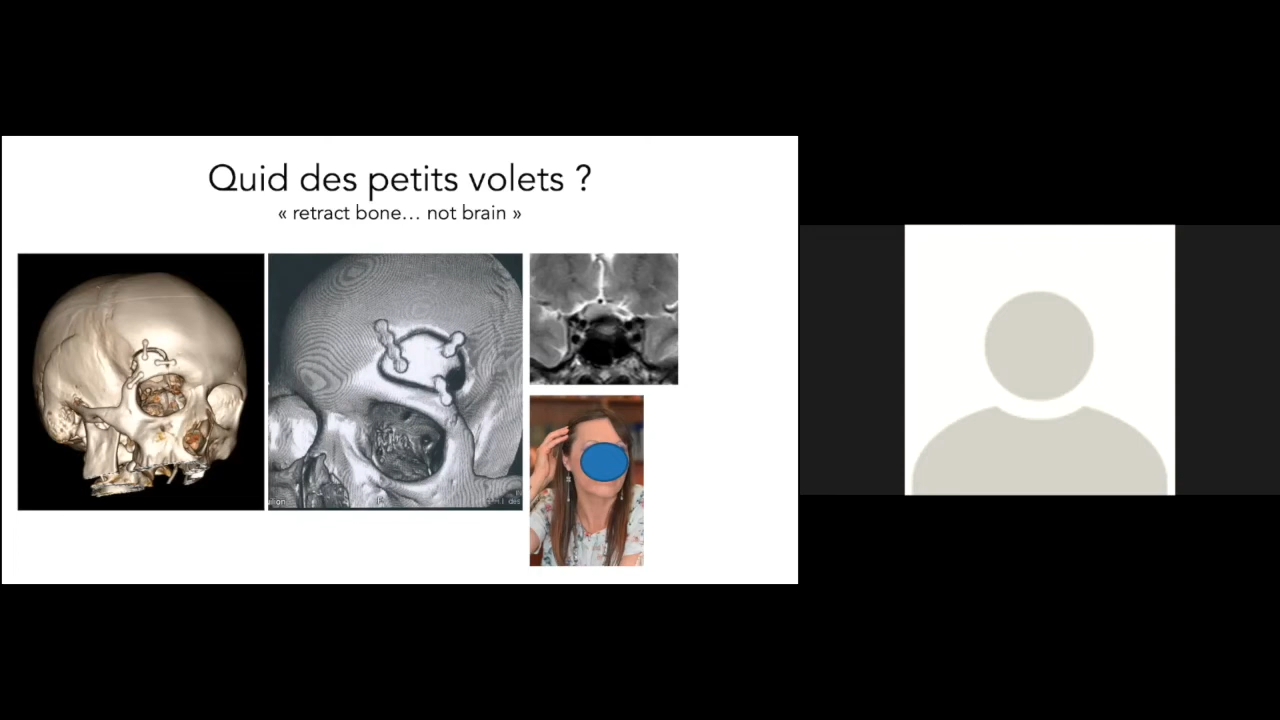 Quid des petits volets ?
« retract bone… not brain »